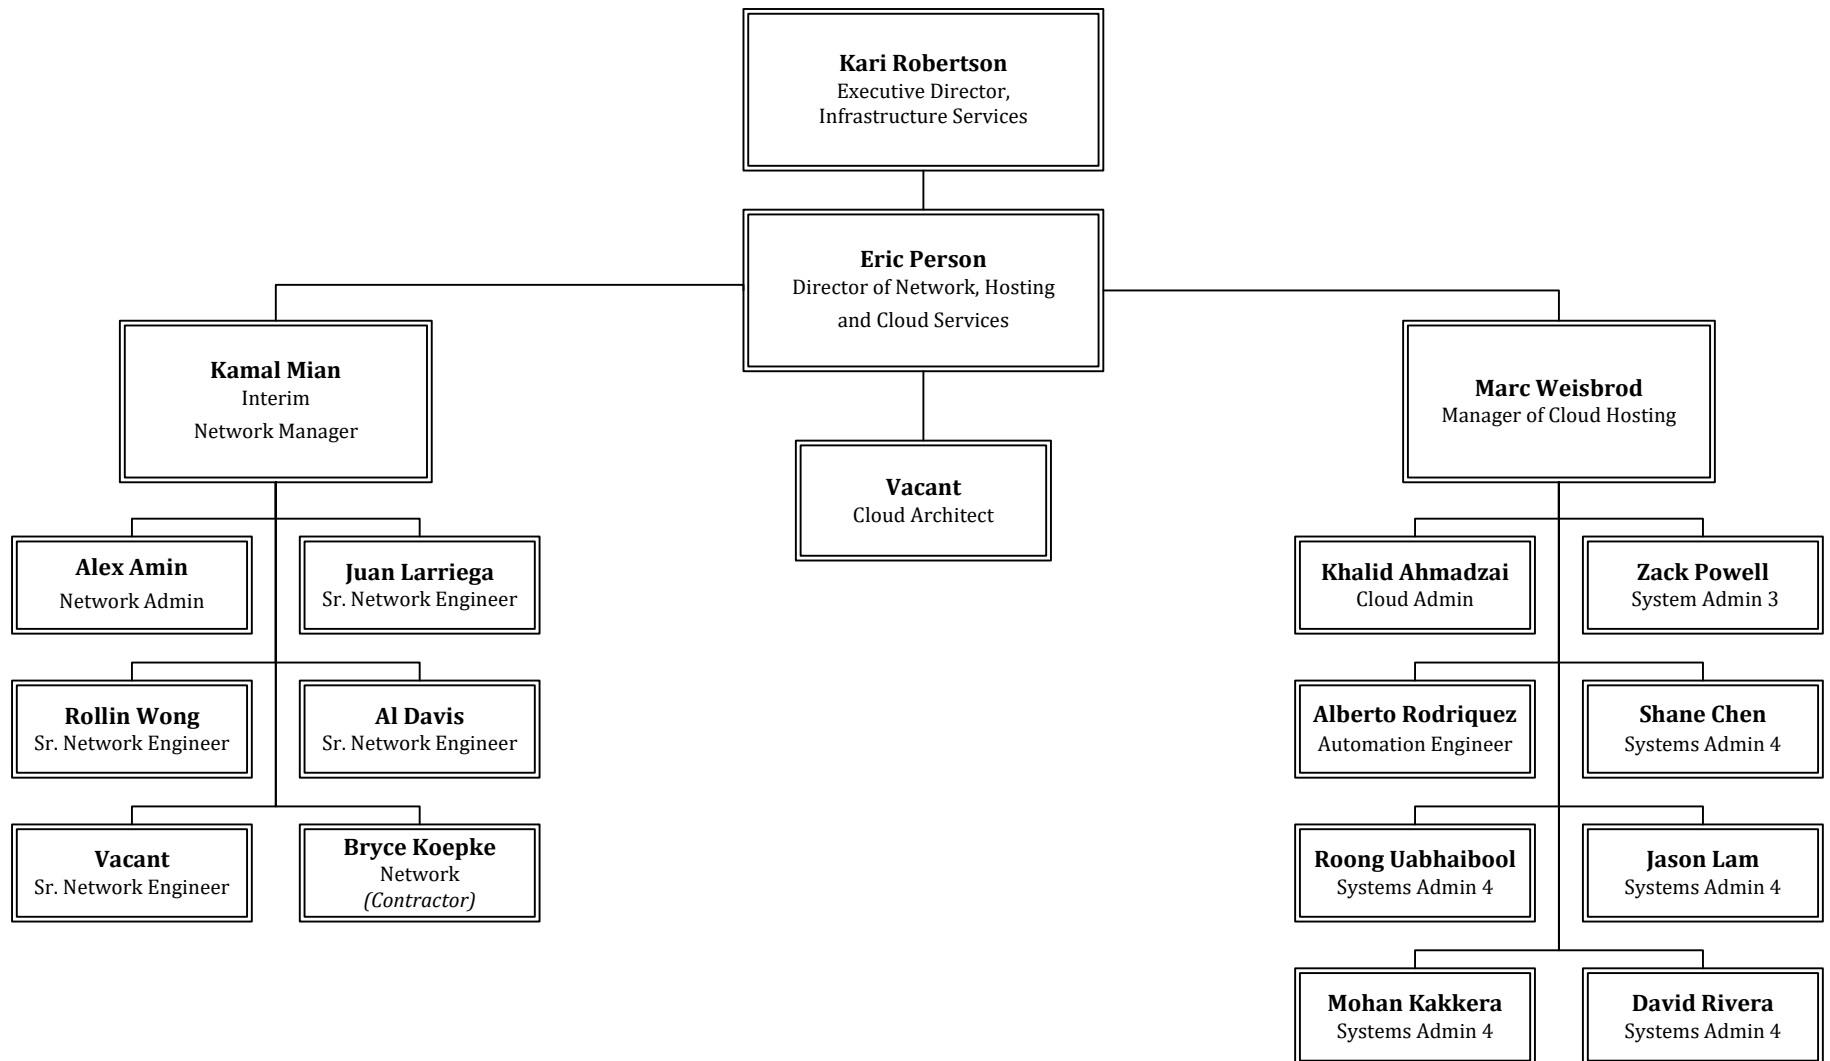 Kari Robertson
Executive Director,
Infrastructure Services
Eric Person
Director of Network, Hosting
and Cloud Services
Kamal Mian
Interim
Network Manager
Marc Weisbrod
Manager of Cloud Hosting
Vacant
Cloud Architect
Alex Amin
Network Admin
Juan Larriega
Sr. Network Engineer
Rollin Wong
Sr. Network Engineer
Al Davis
Sr. Network Engineer
Vacant
Sr. Network Engineer
Bryce Koepke
Network
(Contractor)
Khalid Ahmadzai
Cloud Admin
Zack Powell
System Admin 3
Alberto Rodriquez
Automation Engineer
Shane Chen
Systems Admin 4
Roong Uabhaibool
Systems Admin 4
Jason Lam
Systems Admin 4
Mohan Kakkera
Systems Admin 4
David Rivera
Systems Admin 4